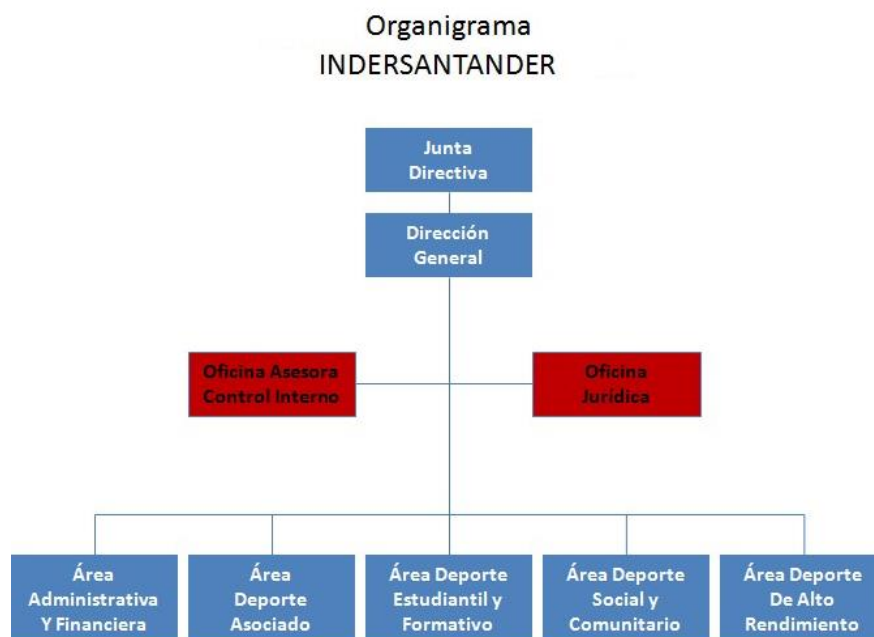 Organigrama
INDERSANTANDER
Junta
Directiva
Dirección
General
Oficina Asesora
Control Interno
Oficina
Jurídica
Área
Administrativa
Y Financiera
Área
Deporte
Asociado
Área Deporte
Estudiantil y
Formativo
Área Deporte
Social y
Comunitario
Área Deporte
De Alto
Rendimiento